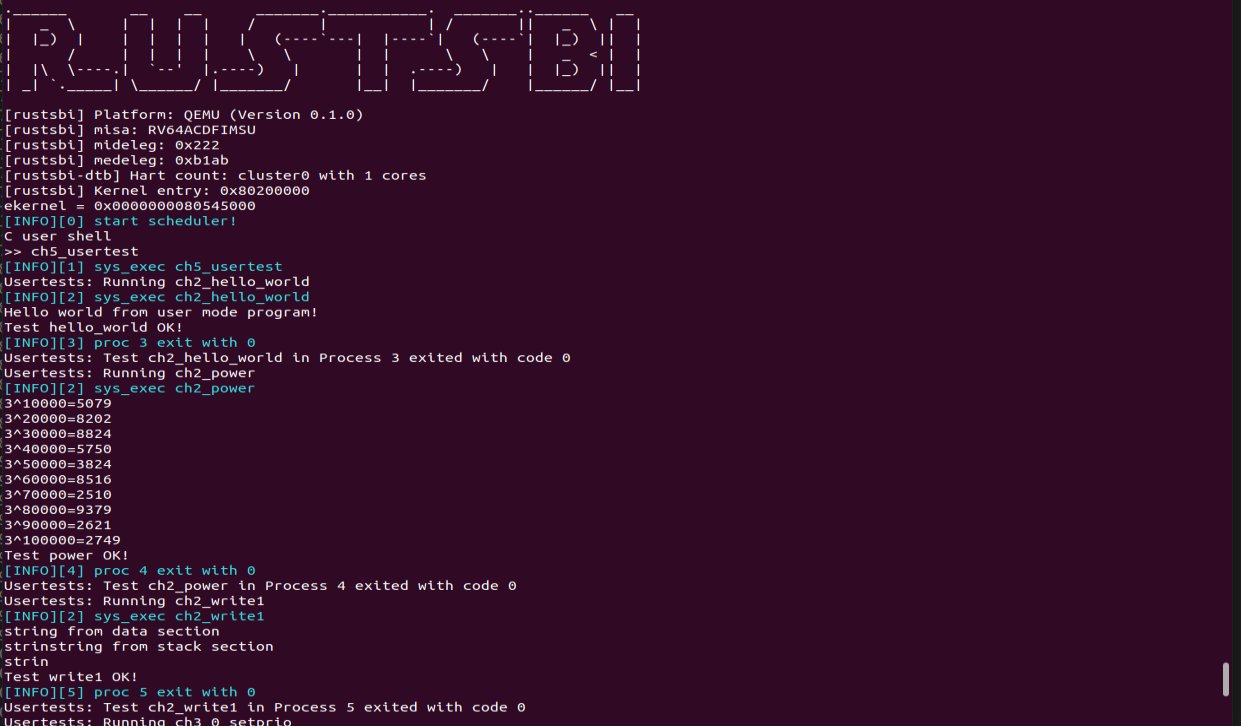 RUSTSBI
[rustsbi] Platform: QEMU (Version 0.1.0)
[rustsbi] misa: RV64ACDFIMSU
[rustsbi] mideleg: 0x222
[rustsbi] medeleg: 0xb1ab
[rustsbi-dtb] Hart count: cluster0 with 1 cores
[rustsbi] Kernel entry: 0x80200000
ekernel = 0x0000000080545000
[INFO][0] start scheduler!
C user shell
>> ch5_usertest
[INFO][1] sys_exec ch5_usertest
Usertests: Running ch2_hello_world
[INFO][2] sys_exec ch2_hello_world
Hello world from user mode program!
Test hello_world OK!
[INFO][3] proc 3 exit with 0
Usertests: Test ch2_hello_world in Process 3 exited with code 0
Usertests: Running ch2_power
[INFO][2] sys_exec ch2_power
3^10000=5079
3^20000=8202
3^30000=8824
3^40000=5750
3^50000=3824
3^60000=8516
3^70000=2510
3^80000=9379
3^90000=2621
3^100000=2749
Test power OK!
[INFO][4] proc 4 exit with 0
Usertests: Test ch2_power in Process 4 exited with code 0
Usertests: Running ch2_write1
[INFO][2] sys_exec ch2_write1
string from data section
strinstring from stack section
strin
Test write1 OK!
[INFO][5] proc 5 exit with 0
Usertests: Test ch2_write1 in Process 5 exited with code 0
Usertests: Running ch3_0_setprio